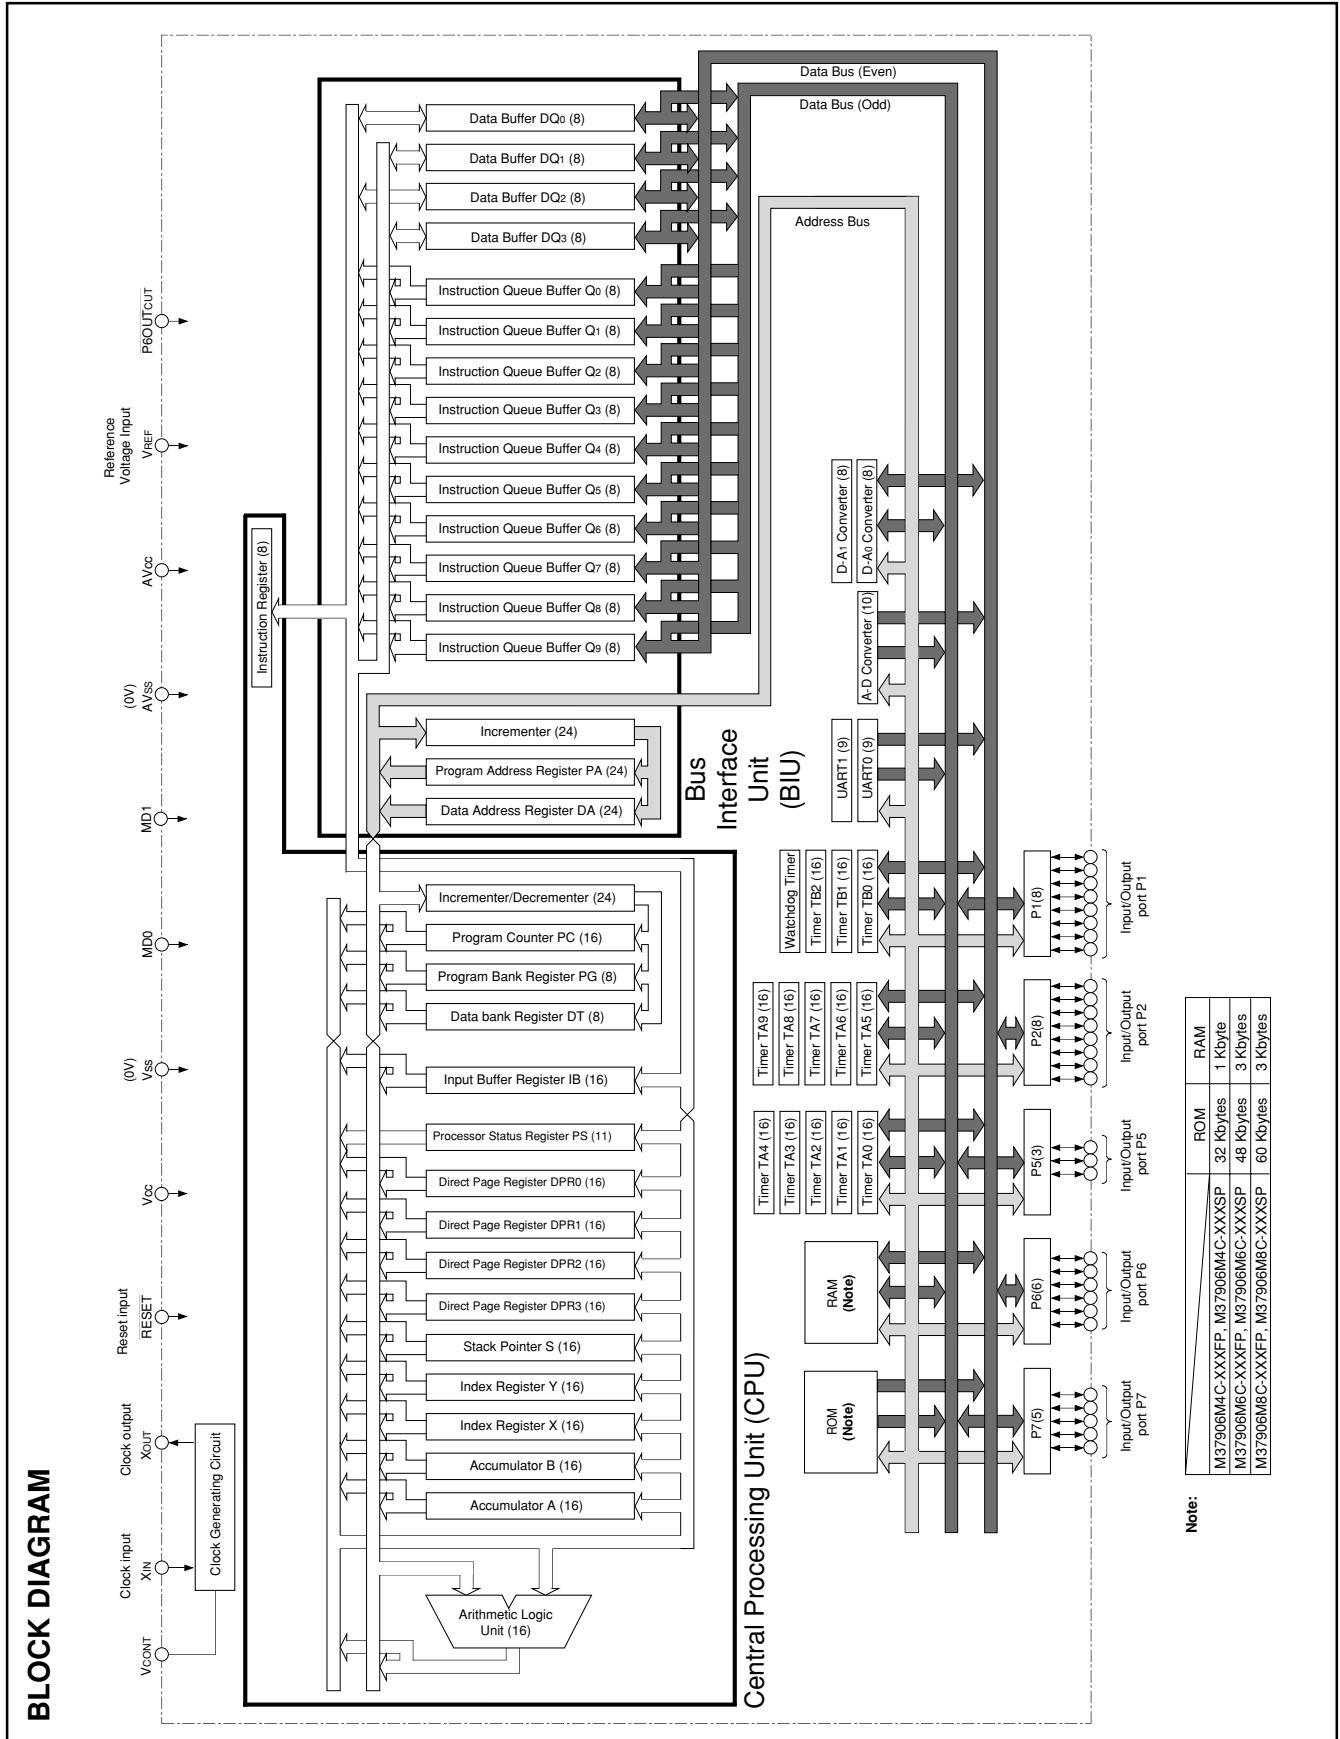 BLOCK DIAGRAM
VCONT
Clock input
XIN
Clock output
XOUT
Reset input
RESET
Vcc
(0V)
Vss
MD0
MD1
(0V)
AVss
AVcc
Reference
Voltage Input
VREF
P6OUTCUT
Clock Generating Circuit
Instruction Register (8)
Data Buffer DQ0 (8)
Data Buffer DQ1 (8)
Data Buffer DQ2 (8)
Data Buffer DQ3 (8)
Instruction Queue Buffer Q0 (8)
Instruction Queue Buffer Q1 (8)
Instruction Queue Buffer Q2 (8)
Instruction Queue Buffer Q3 (8)
Instruction Queue Buffer Q4 (8)
Instruction Queue Buffer Q5 (8)
Instruction Queue Buffer Q6 (8)
Instruction Queue Buffer Q7 (8)
Instruction Queue Buffer Q8 (8)
Instruction Queue Buffer Q9 (8)
Incrementer (24)
Program Address Register PA (24)
Data Address Register DA (24)
Bus
Interface
Unit
(BIU)
Incrementer/Decrementer (24)
Program Counter PC (16)
Program Bank Register PG (8)
Data bank Register DT (8)
Input Buffer Register IB (16)
Processor Status Register PS (11)
Direct Page Register DPR0 (16)
Direct Page Register DPR1 (16)
Direct Page Register DPR2 (16)
Direct Page Register DPR3 (16)
Stack Pointer S (16)
Index Register Y (16)
Index Register X (16)
Accumulator B (16)
Accumulator A (16)
Arithmetic Logic
Unit (16)
Central Processing Unit (CPU)
Data Bus (Even)
Data Bus (Odd)
Address Bus
ROM
(Note)
RAM
(Note)
Timer TA4 (16)
Timer TA3 (16)
Timer TA2 (16)
Timer TA1 (16)
Timer TA0 (16)
Timer TA9 (16)
Timer TA8 (16)
Timer TA7 (16)
Timer TA6 (16)
Timer TA5 (16)
Watchdog Timer
Timer TB2 (16)
Timer TB1 (16)
Timer TB0 (16)
UART1 (9)
UART0 (9)
A-D Converter (10)
D-A1 Converter (8)
D-A0 Converter (8)
P7(5)
P6(6)
P5(3)
P2(8)
P1(8)
Input/Output
port P7
Input/Output
port P6
Input/Output
port P5
Input/Output
port P2
Input/Output
port P1
Note:
ROM RAM
M37906M4C-XXXFP, M37906M4C-XXXSP 32 Kbytes 1 Kbyte
M37906M6C-XXXFP, M37906M6C-XXXSP 48 Kbytes 3 Kbytes
M37906M8C-XXXFP, M37906M8C-XXXSP 60 Kbytes 3 Kbytes